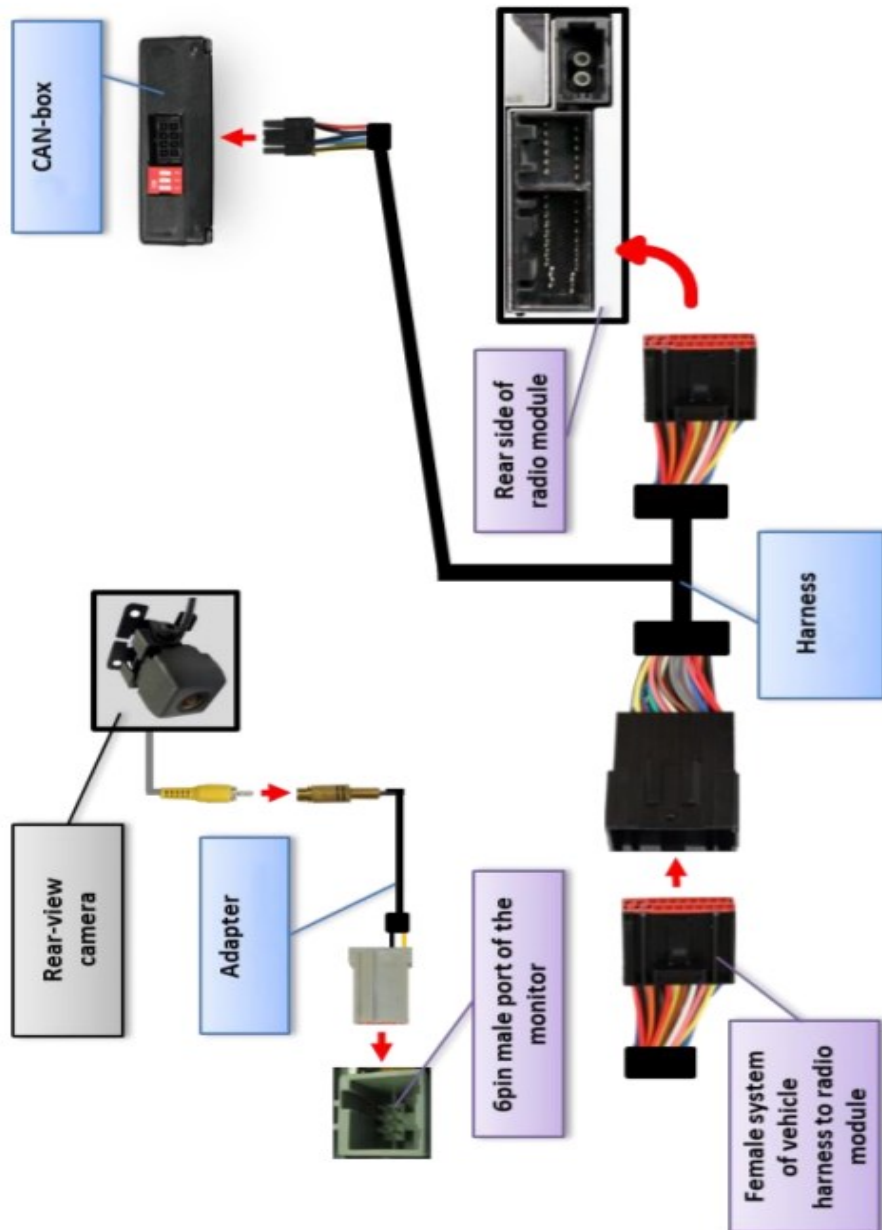 CAN-box
Rear side of
radio module
Harness
Rear-view
camera
Adapter
6pin male port of the
monitor
Female system
of vehicle
harness to radio
module